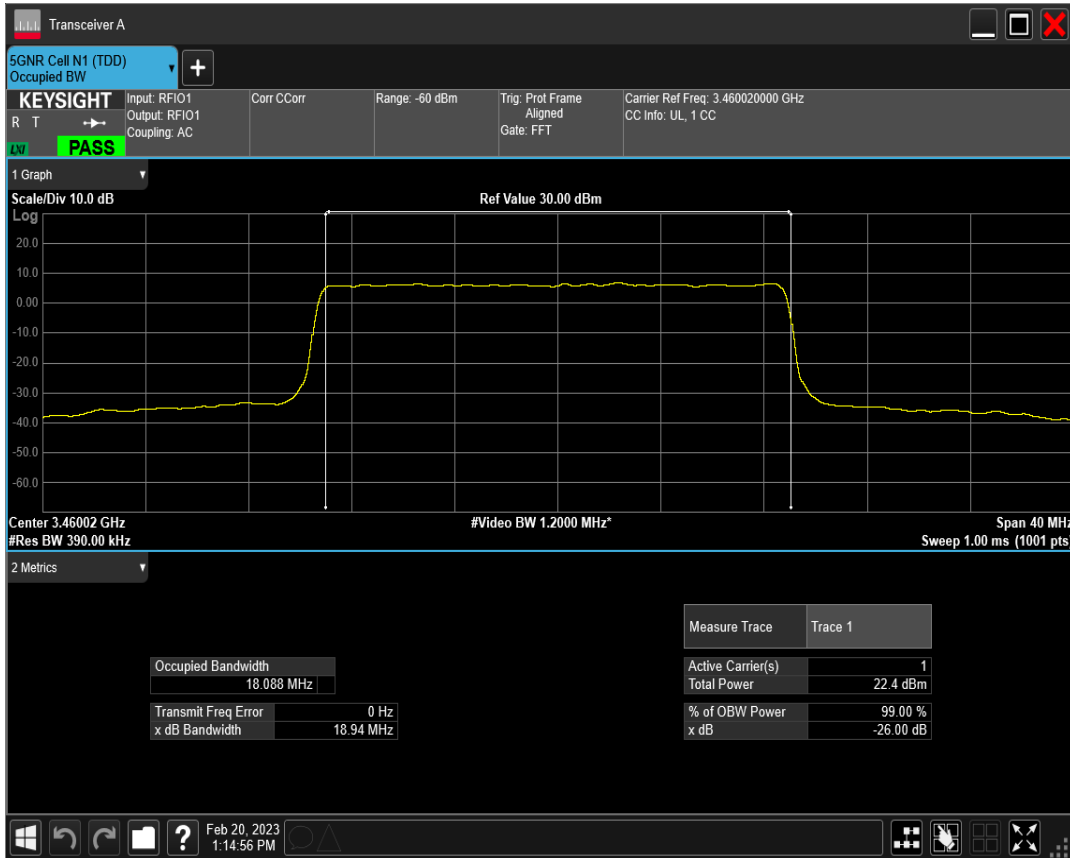 Transceiver A
5GNR Cell N1 (TDD)
Occupied BW
+
KEYSIGHT
R T
LXI
PASS
Input: RFIO1
Output: RFIO1
Coupling: AC
Corr CCorr
Range: -60 dBm
Trig: Prot Frame
Aligned
Gate: FFT
Carrier Ref Freq: 3.460020000 GHz
CC Info: UL, 1 CC
1 Graph
Scale/Div 10.0 dB
Ref Value 30.00 dBm
Log
20.0
10.0
0.00
-10.0
-20.0
-30.0
-40.0
-50.0
-60.0
Center 3.46002 GHz
#Video BW 1.2000 MHz*
Span 40 MHz
#Res BW 390.00 kHz
Sweep 1.00 ms (1001 pts)
2 Metrics
Measure Trace Trace 1
Occupied Bandwidth
18.088 MHz
Active Carrier(s) 1
Total Power 22.4 dBm
Transmit Freq Error 0 Hz
x dB Bandwidth 18.94 MHz
% of OBW Power 99.00 %
x dB -26.00 dB
?
Feb 20, 2023
1:14:56 PM